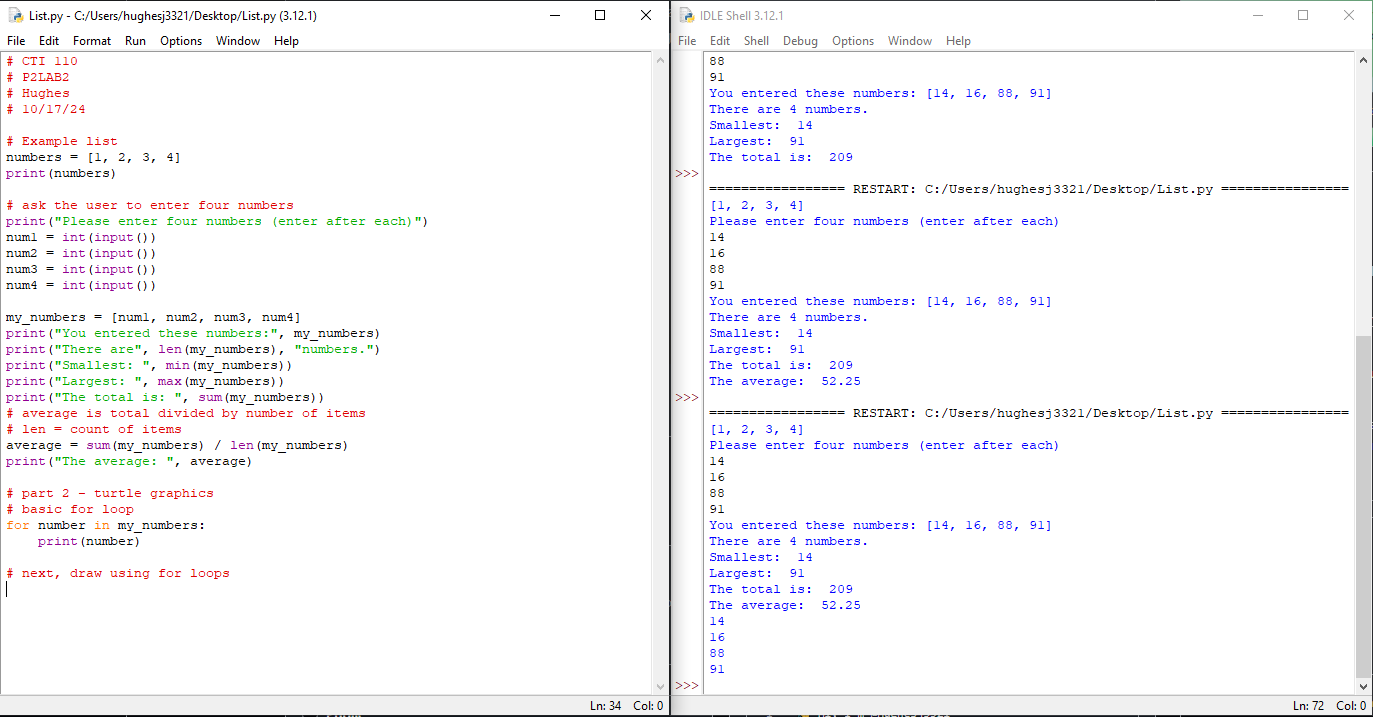 List.py - C:/Users/hughesj3321/Desktop/List.py (3.12.1)
File Edit Format Run Options Window Help
# CTI 110
# P2LAB2
# Hughes
# 10/17/24

# Example list
numbers = [1, 2, 3, 4]
print(numbers)

# ask the user to enter four numbers
print("Please enter four numbers (enter after each)")
num1 = int(input())
num2 = int(input())
num3 = int(input())
num4 = int(input())

my_numbers = [num1, num2, num3, num4]
print("You entered these numbers:", my_numbers)
print("There are", len(my_numbers), "numbers.")
print("Smallest: ", min(my_numbers))
print("Largest: ", max(my_numbers))
print("The total is: ", sum(my_numbers))
# average is total divided by number of items
# len = count of items
average = sum(my_numbers) / len(my_numbers)
print("The average: ", average)

# part 2 - turtle graphics
# basic for loop
for number in my_numbers:
    print(number)

# next, draw using for loops
Ln: 34 Col: 0
IDLE Shell 3.12.1
File Edit Shell Debug Options Window Help
88
91
You entered these numbers: [14, 16, 88, 91]
There are 4 numbers.
Smallest:  14
Largest:  91
The total is:  209
>>>
================= RESTART: C:/Users/hughesj3321/Desktop/List.py ================
[1, 2, 3, 4]
Please enter four numbers (enter after each)
14
16
88
91
You entered these numbers: [14, 16, 88, 91]
There are 4 numbers.
Smallest:  14
Largest:  91
The total is:  209
The average:  52.25
>>>
================= RESTART: C:/Users/hughesj3321/Desktop/List.py ================
[1, 2, 3, 4]
Please enter four numbers (enter after each)
14
16
88
91
You entered these numbers: [14, 16, 88, 91]
There are 4 numbers.
Smallest:  14
Largest:  91
The total is:  209
The average:  52.25
14
16
88
91
>>>
Ln: 72 Col: 0